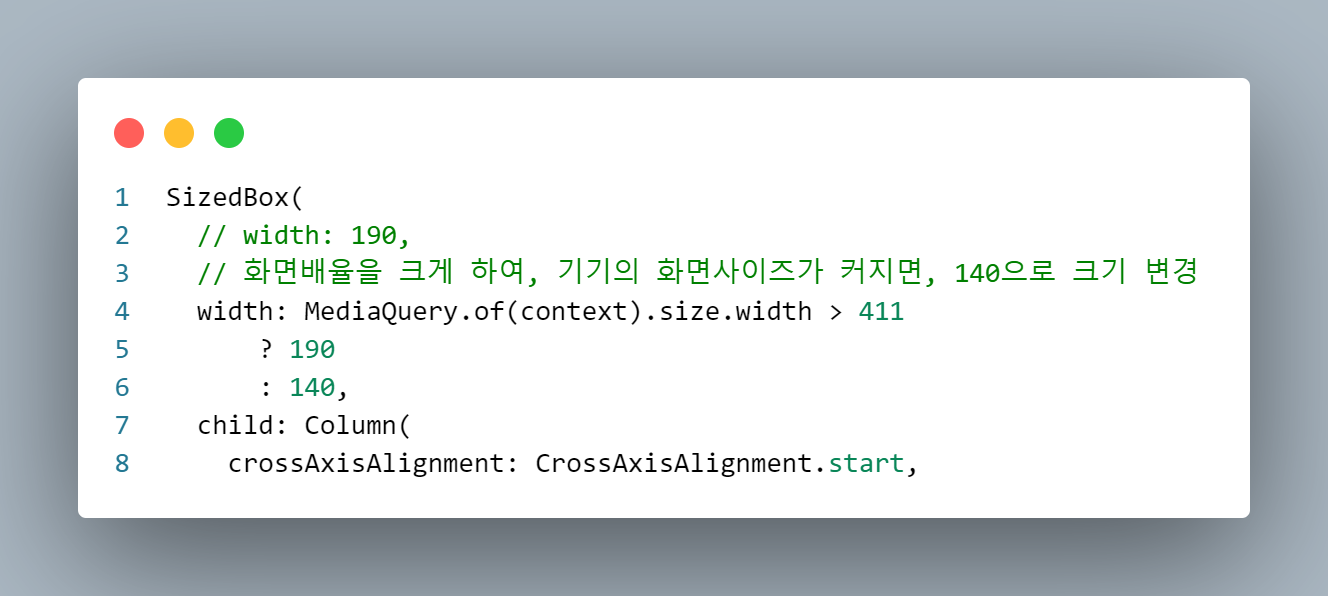 1 SizedBox(
2 // width: 190,
3 // 화면배율을 크게 하여, 기기의 화면사이즈가 커지면, 140으로 크기 변경
4 width: MediaQuery.of(context).size.width > 411
5 ? 190
6 : 140,
7 child: Column(
8 crossAxisAlignment: CrossAxisAlignment.start,